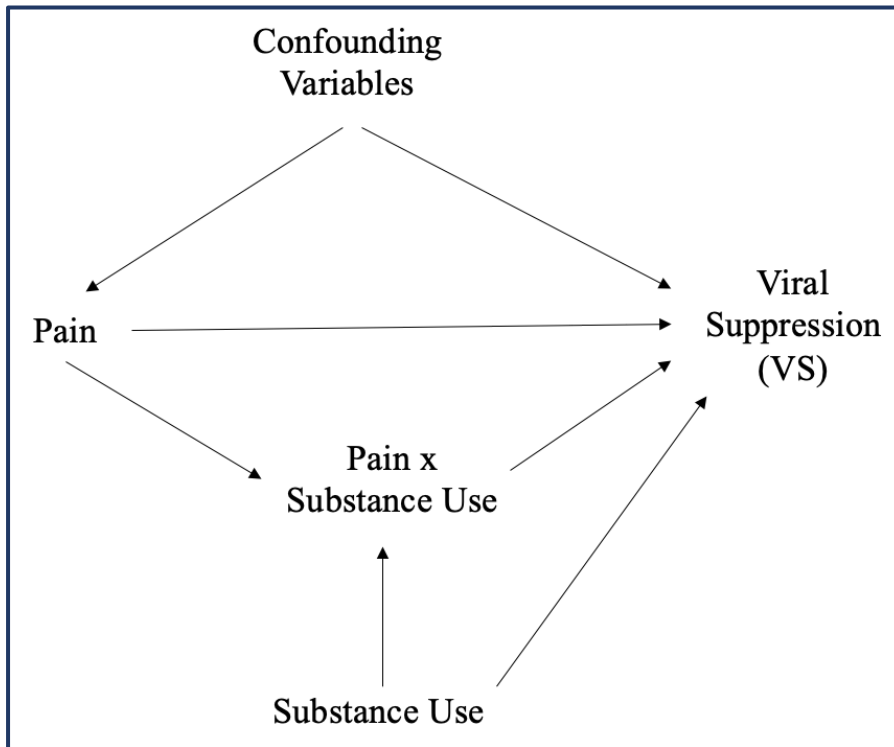 Confounding
Variables
Viral
Suppression
(VS)
Pain
Pain x
Substance Use
Substance Use